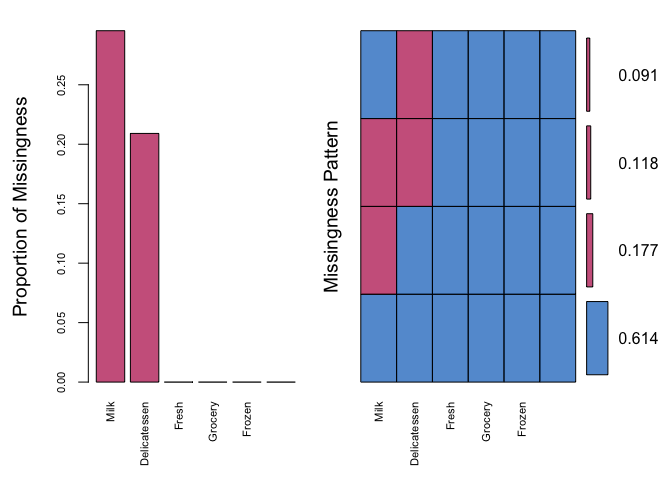 Proportion of Missingness
0.25
0.20
0.15
0.10
0.05
0.00
Milk
Delicatessen
Fresh
Grocery
Frozen
Missingness Pattern
0.091
0.118
0.177
0.614
Milk
Delicatessen
Fresh
Grocery
Frozen